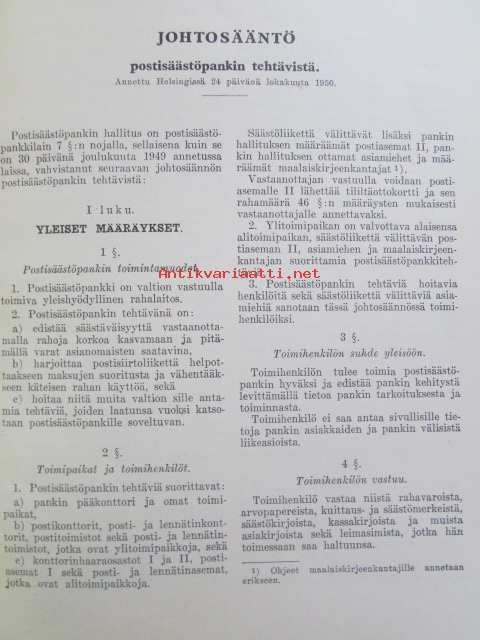 JOHTOSÄÄNTÖ
postisäästöpankin tehtävistä.
Annettu Helsingissä 24 päivänä lokakuuta 1950.
Postisäästöpankin hallitus on postisäästö-
pankkilain 7 §:n nojalla, sellaisena kuin se
on 30 päivänä joulukuuta 1949 annetussa
laissa, vahvistanut seuraavan johtosäännön
postisäästöpankin tehtävistä:
I luku.
YLEISET MÄÄRÄYKSET.
1 §.
Postisäästöpankin toimintamuodot.
1. Postisäästöpankki on valtion vastuulla
toimiva yleishyödyllinen rahalaitos.
2. Postisäästöpankin tehtävänä on:
a) edistää säästäväisyyttä vastaanotta-
malla rahoja korkoa kasvamaan ja pitä-
mällä varat asianomaisten saatavina,
b) harjoittaa postisiirtoliikettä helpot-
taakseen maksujen suoritusta ja vähentääk-
seen käteisen rahan käyttöä, sekä
c) hoitaa niitä muita valtion sille anta-
mia tehtäviä, joiden laatunsa vuoksi katso-
taan postisäästöpankille soveltuvan.
2 §.
Toimipaikat ja toimihenkilöt.
1. Postisäästöpankin tehtäviä suorittavat:
a) pankin pääkonttori ja omat toimi-
paikat,
b) postikonttorit, posti- ja lennätinkont-
torit, postitoimistot sekä posti- ja lennätin-
toimistot, jotka ovat ylitoimipaikkoja, sekä
c) konttorinhaaraosastot I ja II, posti-
asemat I sekä posti- ja lennätinasemat,
jotka ovat alitoimipaikkoja.
Säästöliikettä välittävät lisäksi pankin
hallituksen määräämät postiasemat II, pan-
kin hallituksen ottamat asiamiehet ja mää-
räämät maalaiskirjeenkantajat ¹).
Vastaanottajan vastuulla voidaan posti-
asemalle II lähettää tililtäottokortti ja sen
rahamäärä 46 §:n määräysten mukaisesti
vastaanottajalle annettavaksi.
2. Ylitoimipaikan on valvottava alaisensa
alitoimipaikan, säästöliikettä välittävän pos-
tiaseman II, asiamiehen ja maalaiskirjeen-
kantajan suorittamia postisäästöpankkiteh-
täviä.
3. Postisäästöpankin tehtäviä hoitavia
henkilöitä sekä säästöliikettä välittäviä asia-
miehiä sanotaan tässä johtosäännössä toimi-
henkilöiksi.
3 §.
Toimihenkilön suhde yleisöön.
Toimihenkilön tulee toimia postisäästö-
pankin hyväksi ja edistää pankin kehitystä
levittämällä tietoa pankin tarkoituksesta ja
toiminnasta.
Toimihenkilö ei saa antaa sivullisille tie-
toja pankin asiakkaiden ja pankin välisistä
liikeasioista.
4 §.
Toimihenkilön vastuu.
Toimihenkilö vastaa niistä rahavaroista,
arvopapereista, kuittaus- ja säästömerkeistä,
säästökirjoista, kassakirjoista ja muista
asiakirjoista sekä leimasimista, jotka hän
toimessaan saa haltuunsa.
¹) Ohjeet maalaiskirjeenkantajille annetaan
erikseen.
Antikvariaatti.net